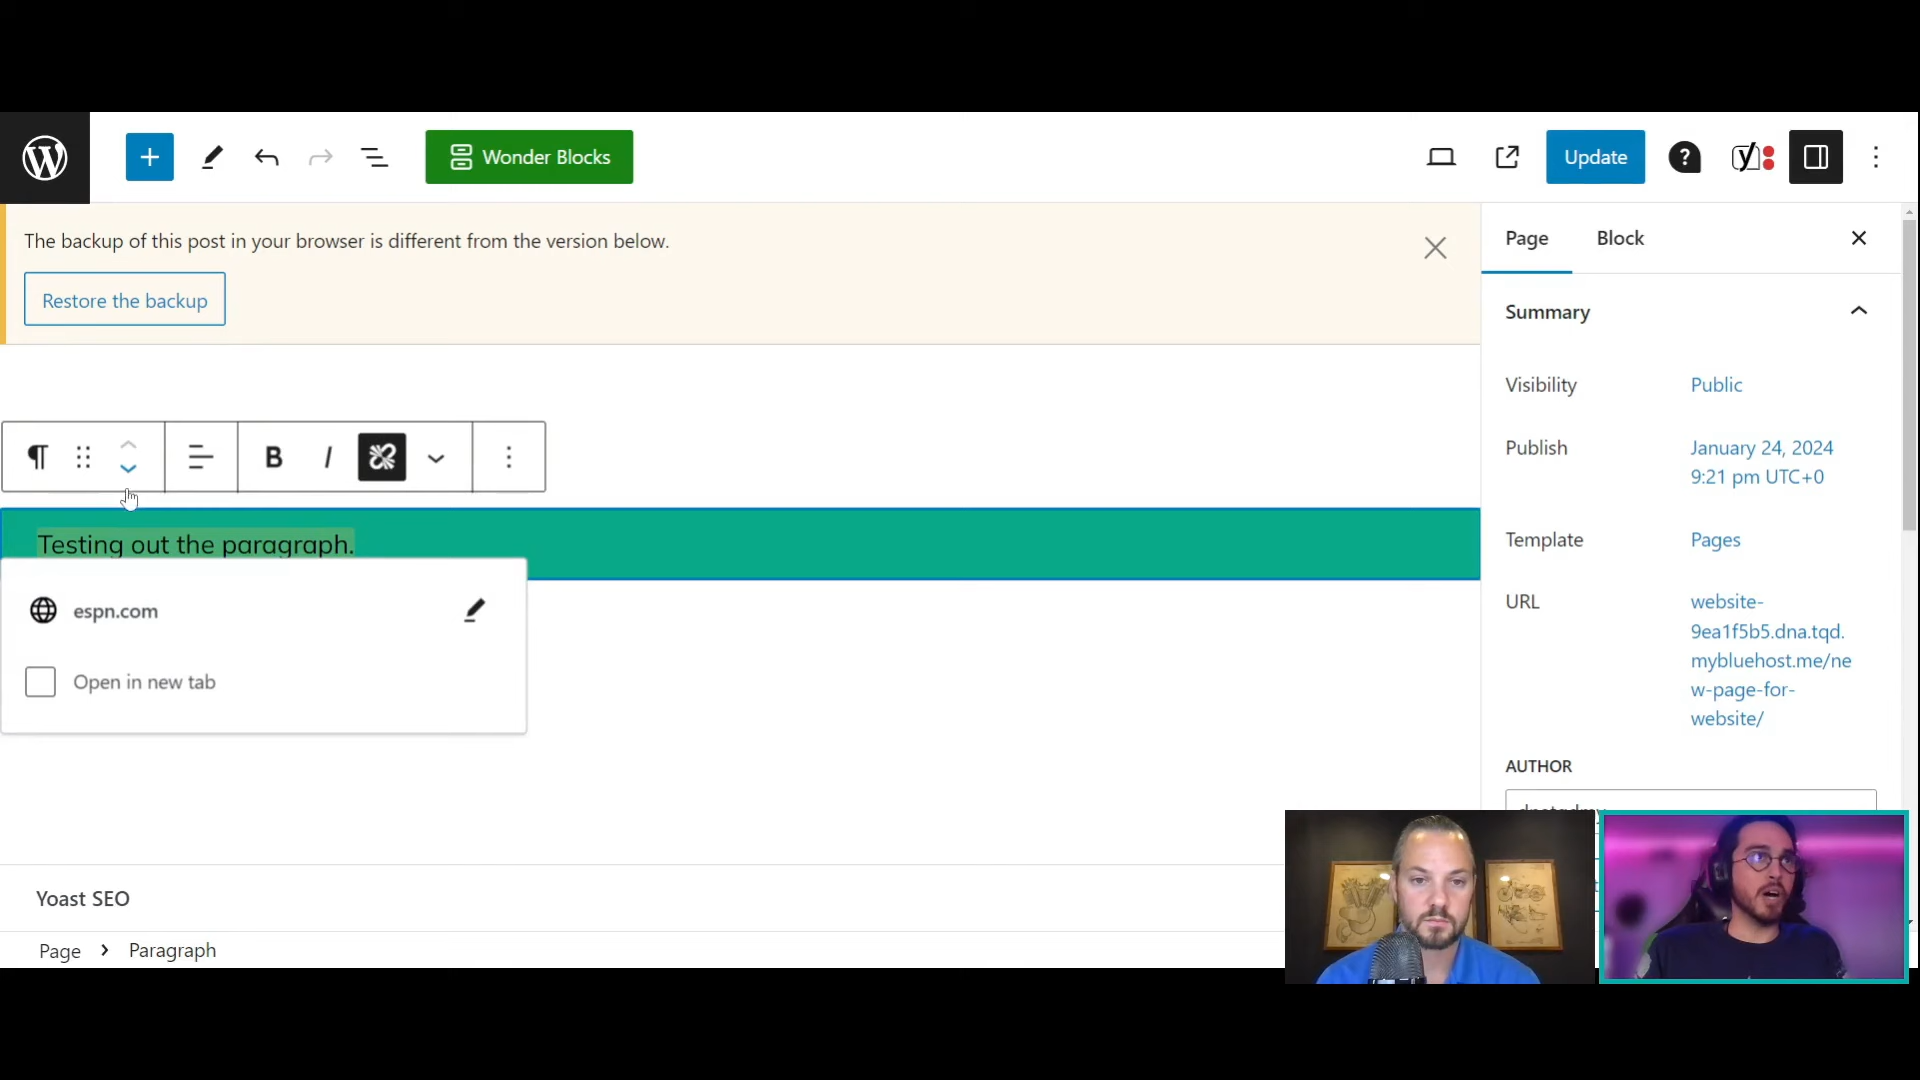 Wonder Blocks
Update
The backup of this post in your browser is different from the version below.
Restore the backup
Testing out the paragraph.
espn.com
Open in new tab
Yoast SEO
Page > Paragraph
Page Block
Summary
Visibility Public
Publish January 24, 2024
9:21 pm UTC+0
Template Pages
URL website-
9ea1f5b5.dna.tqd.
mybluehost.me/ne
w-page-for-
website/
AUTHOR